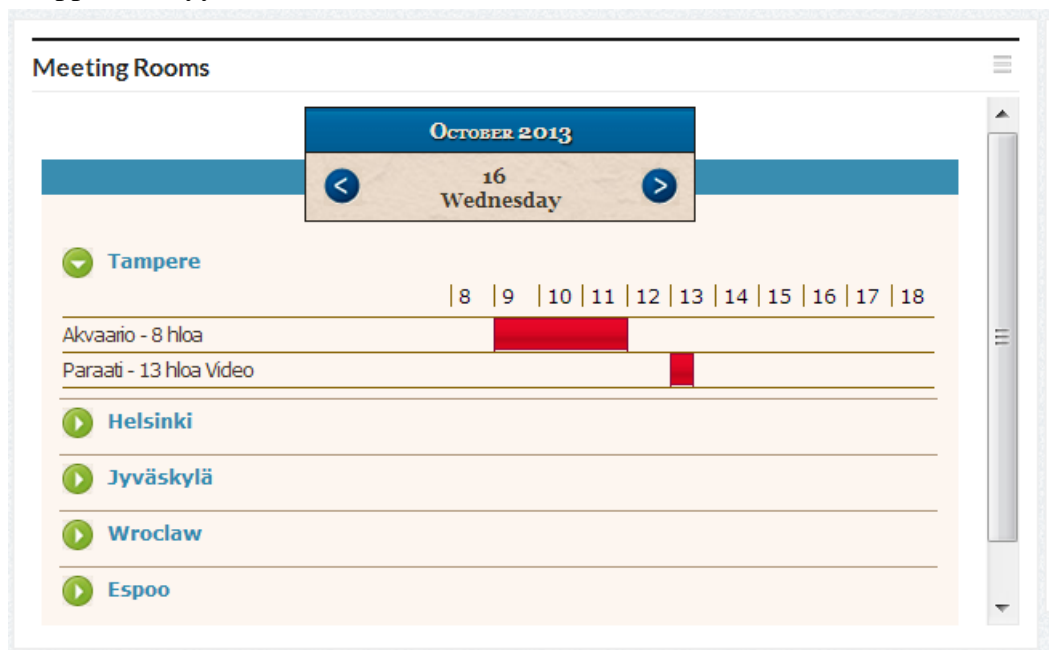 Meeting Rooms
October 2013
<
16
>
Wednesday
Tampere
|8 |9 |10 |11 |12 |13 |14 |15 |16 |17 |18
Akvaario - 8 hloa
Paraati - 13 hloa Video
Helsinki
Jyväskylä
Wroclaw
Espoo